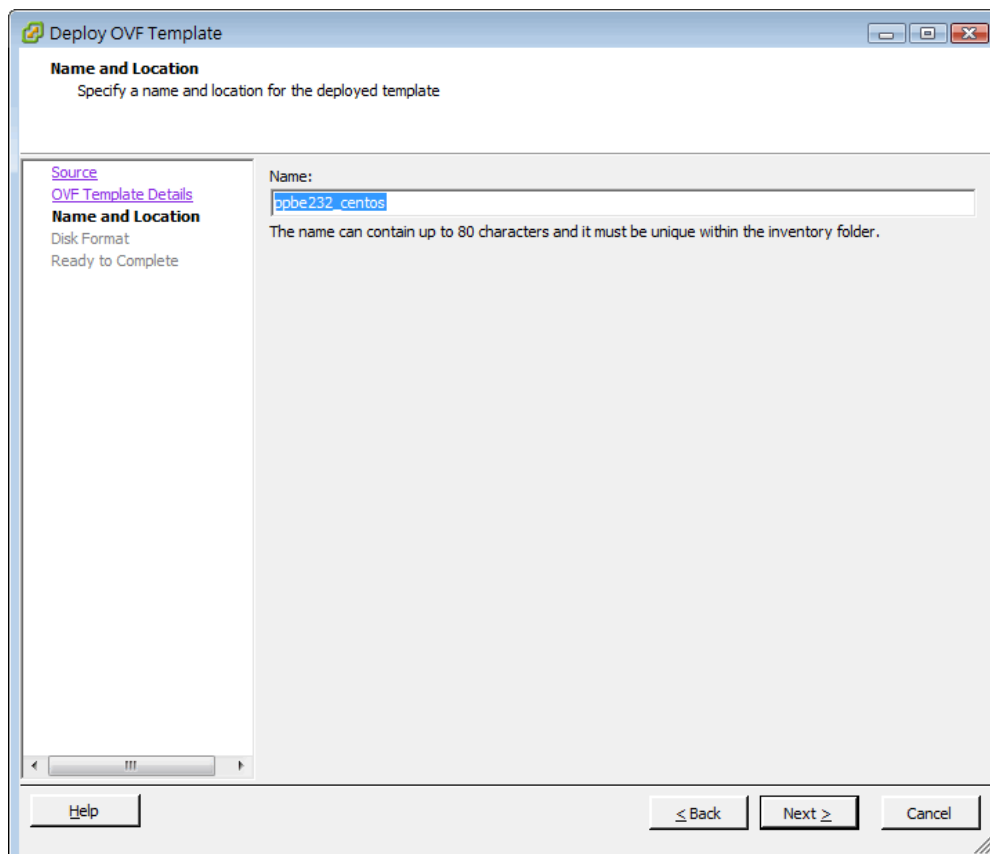 Deploy OVF Template
Name and Location
Specify a name and location for the deployed template
Source
OVF Template Details
Name and Location
Disk Format
Ready to Complete
Name:
ppbe232_centos
The name can contain up to 80 characters and it must be unique within the inventory folder.
Help
< Back
Next >
Cancel